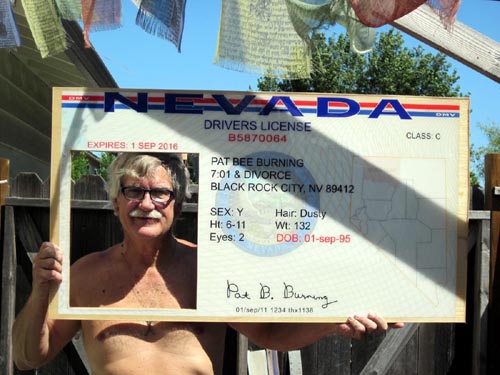 NEVADA
DMV
DMV
DRIVERS LICENSE
B5870064
CLASS: C
EXPIRES: 1 SEP 2016
PAT BEE BURNING
7:01 & DIVORCE
BLACK ROCK CITY, NV 89412
SEX: Y Hair: Dusty
Ht: 6-11 Wt: 132
Eyes: 2 DOB: 01-sep-95
Pat B. Burning
01/sep/11 1234 thx1138